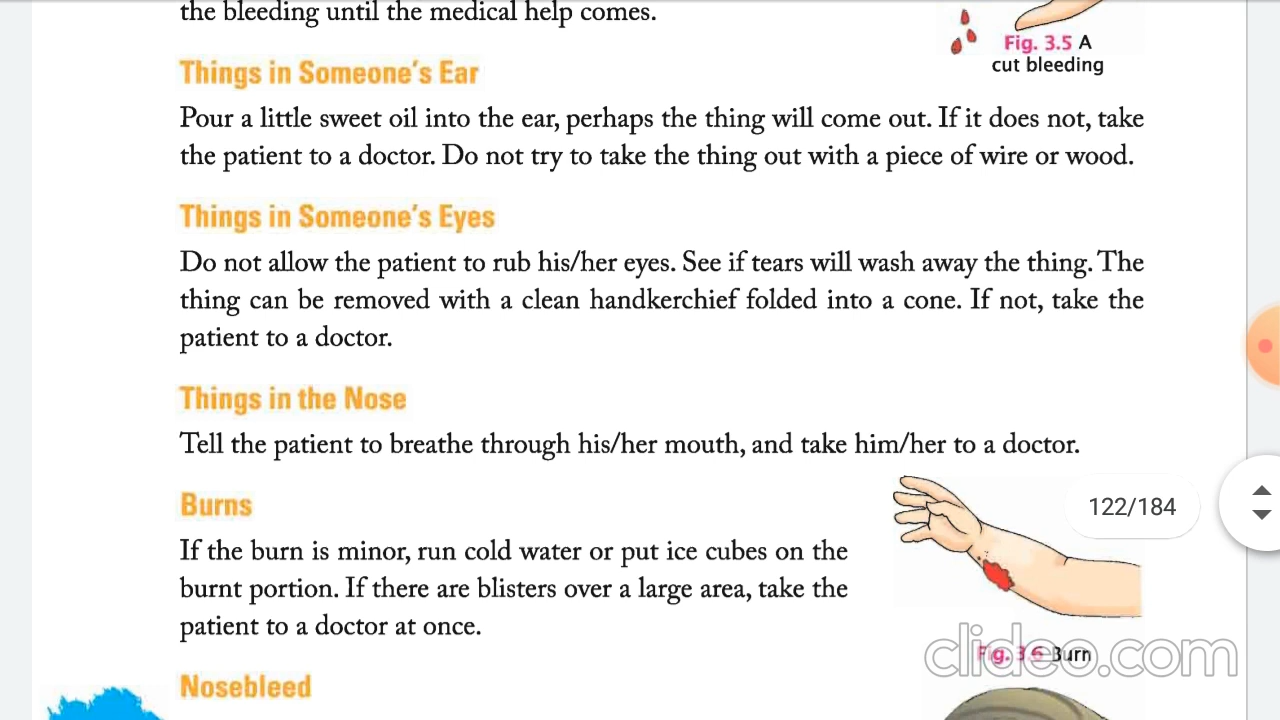 the bleeding until the medical help comes.
Fig. 3.5 A
cut bleeding
Things in Someone's Ear
Pour a little sweet oil into the ear, perhaps the thing will come out. If it does not, take
the patient to a doctor. Do not try to take the thing out with a piece of wire or wood.
Things in Someone's Eyes
Do not allow the patient to rub his/her eyes. See if tears will wash away the thing. The
thing can be removed with a clean handkerchief folded into a cone. If not, take the
patient to a doctor.
Things in the Nose
Tell the patient to breathe through his/her mouth, and take him/her to a doctor.
Burns
If the burn is minor, run cold water or put ice cubes on the
burnt portion. If there are blisters over a large area, take the
patient to a doctor at once.
122/184
Fig. 3.6 Burn
clideo.com
Nosebleed